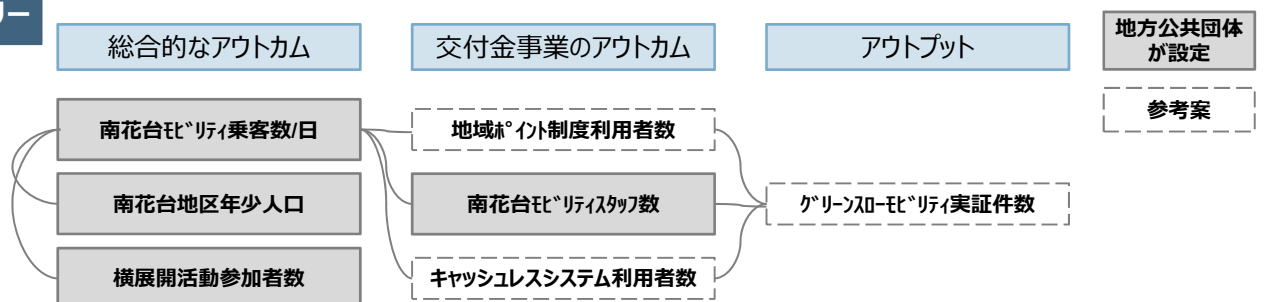 リー
総合的なアウトカム
交付金事業のアウトカム
アウトプット
地方公共団体
が設定
参考案
南花台ﾓﾋﾞﾘﾃｨ乗客数/日
地域ﾎﾟｲﾝﾄ制度利用者数
南花台地区年少人口
南花台ﾓﾋﾞﾘﾃｨｽﾀｯﾌ数
ｸﾞﾘｰﾝｽﾛｰﾓﾋﾞﾘﾃｨ実証件数
横展開活動参加者数
ｷｬｯｼｭﾚｽｼｽﾃﾑ利用者数